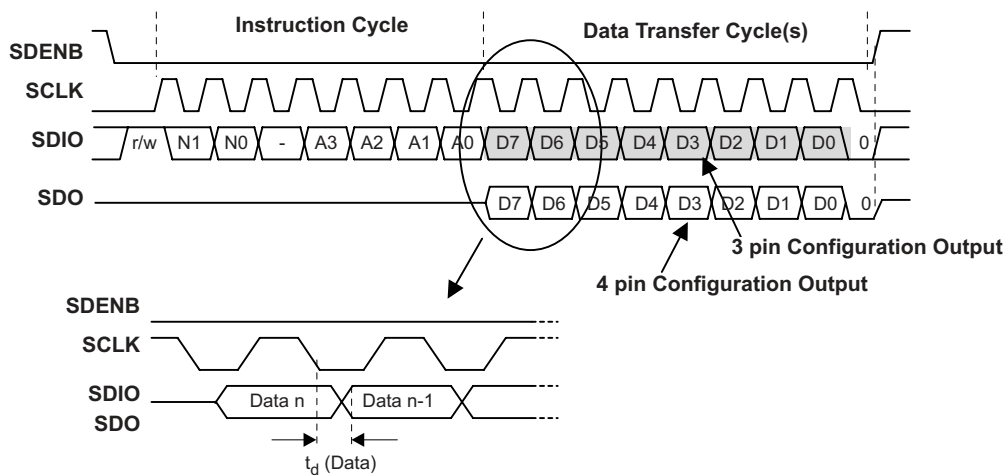 Instruction Cycle Data Transfer Cycle(s)
SDENB
SCLK
SDIO r/w N1 N0 - A3 A2 A1 A0 D7 D6 D5 D4 D3 D2 D1 D0 0
SDO D7 D6 D5 D4 D3 D2 D1 D0 0
3 pin Configuration Output
4 pin Configuration Output
SDENB
SCLK
SDIO
SDO
Data n Data n-1
td (Data)